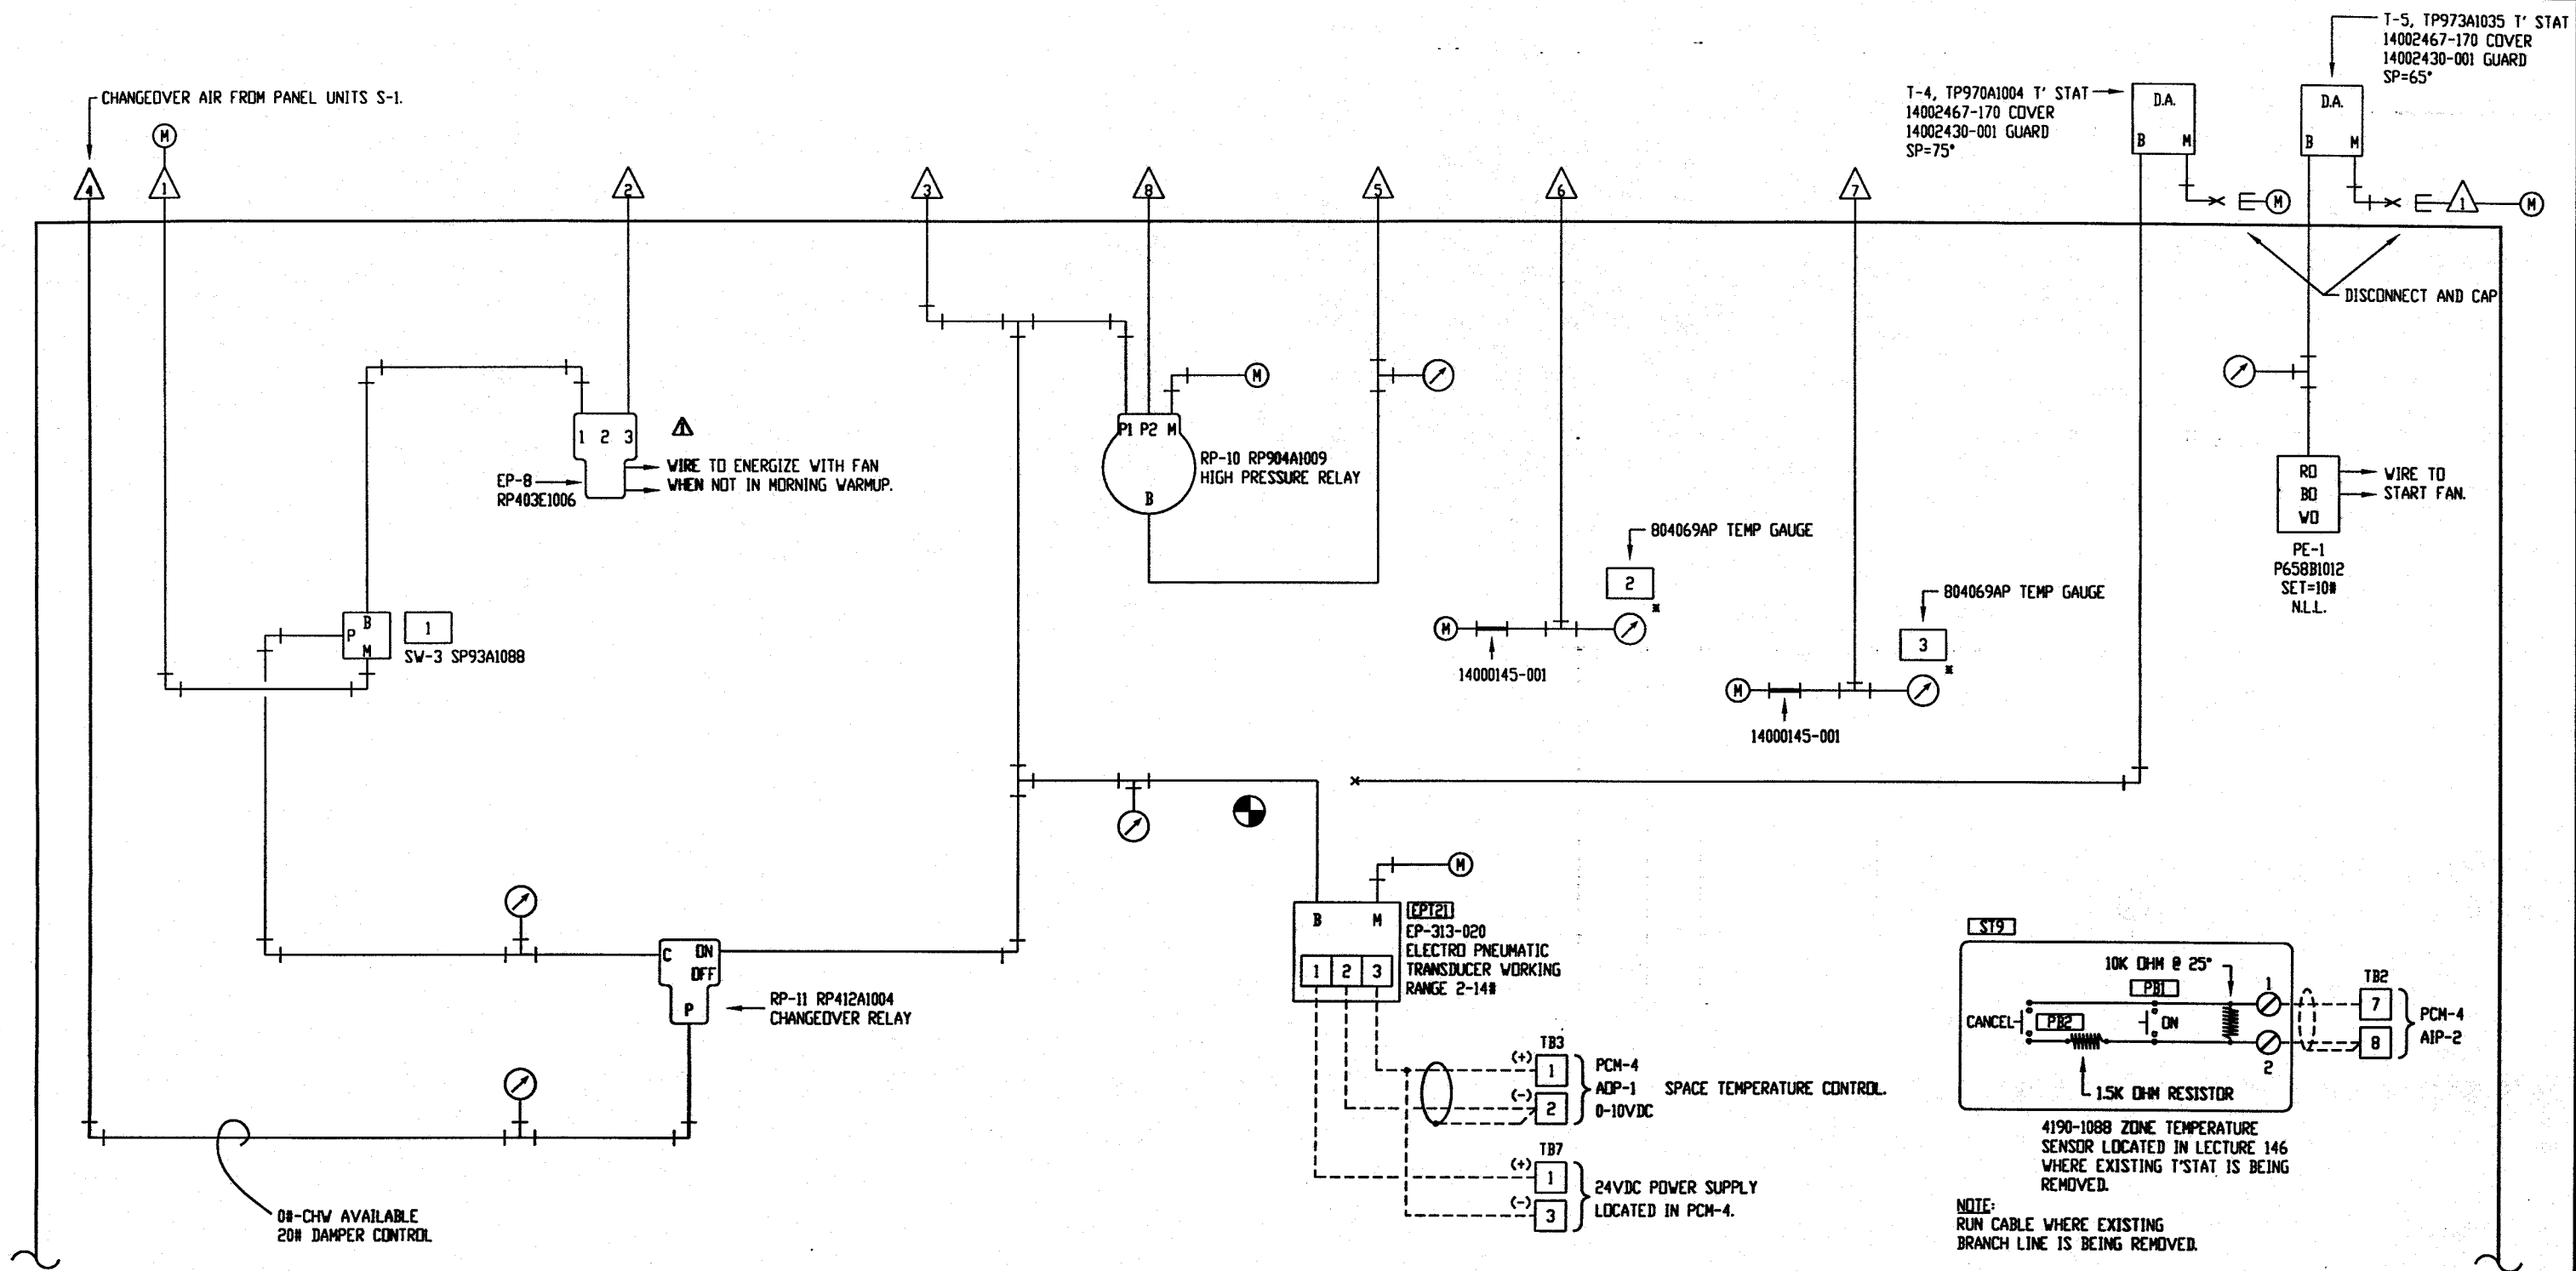 T-5, TP973A1035 T' STAT
14002467-170 COVER
14002430-001 GUARD
SP=65°
T-4, TP970A1004 T' STAT
14002467-170 COVER
14002430-001 GUARD
SP=75°
D.A.
B M
D.A.
B M
CHANGEOVER AIR FROM PANEL UNITS S-1.
M
4
1
2
3
8
5
6
7
M
1
M
DISCONNECT AND CAP
M
1 2 3
1
WIRE TO ENERGIZE WITH FAN
WHEN NOT IN MORNING WARMUP.
EP-8
RP403E1006
P1 P2 M
B
RP-10 RP904A1009
HIGH PRESSURE RELAY
RO
BO
WO
WIRE TO
START FAN.
PE-1
P658B1012
SET=10#
N.L.L.
804069AP TEMP GAUGE
2
*
M
14000145-001
804069AP TEMP GAUGE
3
*
M
14000145-001
B
P
M
1
SW-3 SP93A1088
M
B M
1 2 3
EPT21
EP-313-020
ELECTRO PNEUMATIC
TRANSDUCER WORKING
RANGE 2-14#
C ON
OFF
P
RP-11 RP412A1004
CHANGEOVER RELAY
TB3
(+) 1
(-) 2
PCM-4
AOP-1
0-10VDC
SPACE TEMPERATURE CONTROL.
TB7
(+) 1
(-) 3
24VDC POWER SUPPLY
LOCATED IN PCM-4.
0#-CHW AVAILABLE
20# DAMPER CONTROL
ST9
10K OHM @ 25°
PB1
CANCEL
PB2
ON
1
2
1.5K OHM RESISTOR
TB2
7
8
PCM-4
AIP-2
4190-1088 ZONE TEMPERATURE
SENSOR LOCATED IN LECTURE 146
WHERE EXISTING T'STAT IS BEING
REMOVED.
NOTE:
RUN CABLE WHERE EXISTING
BRANCH LINE IS BEING REMOVED.